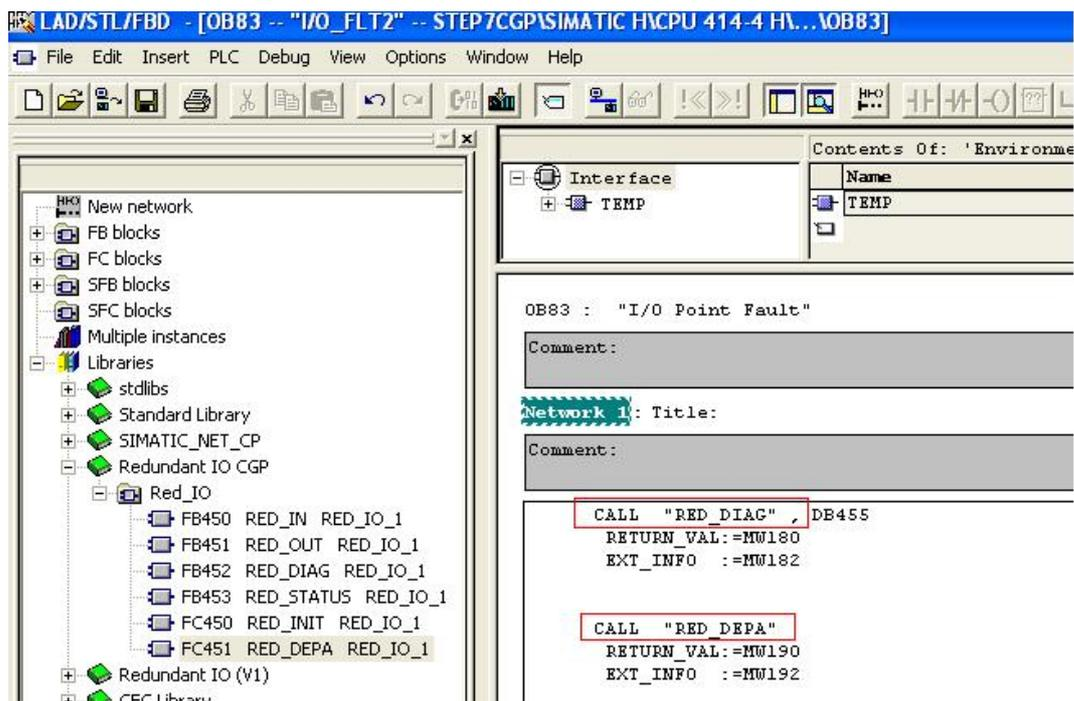 LAD/STL/FBD - [OB83 -- "I/O_FLT2" -- STEP7CGP\SIMATIC H\CPU 414-4 H\...\OB83]
File Edit Insert PLC Debug View Options Window Help
New network
FB blocks
FC blocks
SFB blocks
SFC blocks
Multiple instances
Libraries
stdlibs
Standard Library
SIMATIC_NET_CP
Redundant IO CGP
Red_IO
FB450 RED_IN RED_IO_1
FB451 RED_OUT RED_IO_1
FB452 RED_DIAG RED_IO_1
FB453 RED_STATUS RED_IO_1
FC450 RED_INIT RED_IO_1
FC451 RED_DEPA RED_IO_1
Redundant IO (V1)
CFC Library
Interface
TEMP
Contents Of: 'Environme
Name
TEMP
OB83 : "I/O Point Fault"
Comment:
Network 1: Title:
Comment:
CALL "RED_DIAG" , DB455
RETURN_VAL:=MW180
EXT_INFO :=MW182
CALL "RED_DEPA"
RETURN_VAL:=MW190
EXT_INFO :=MW192